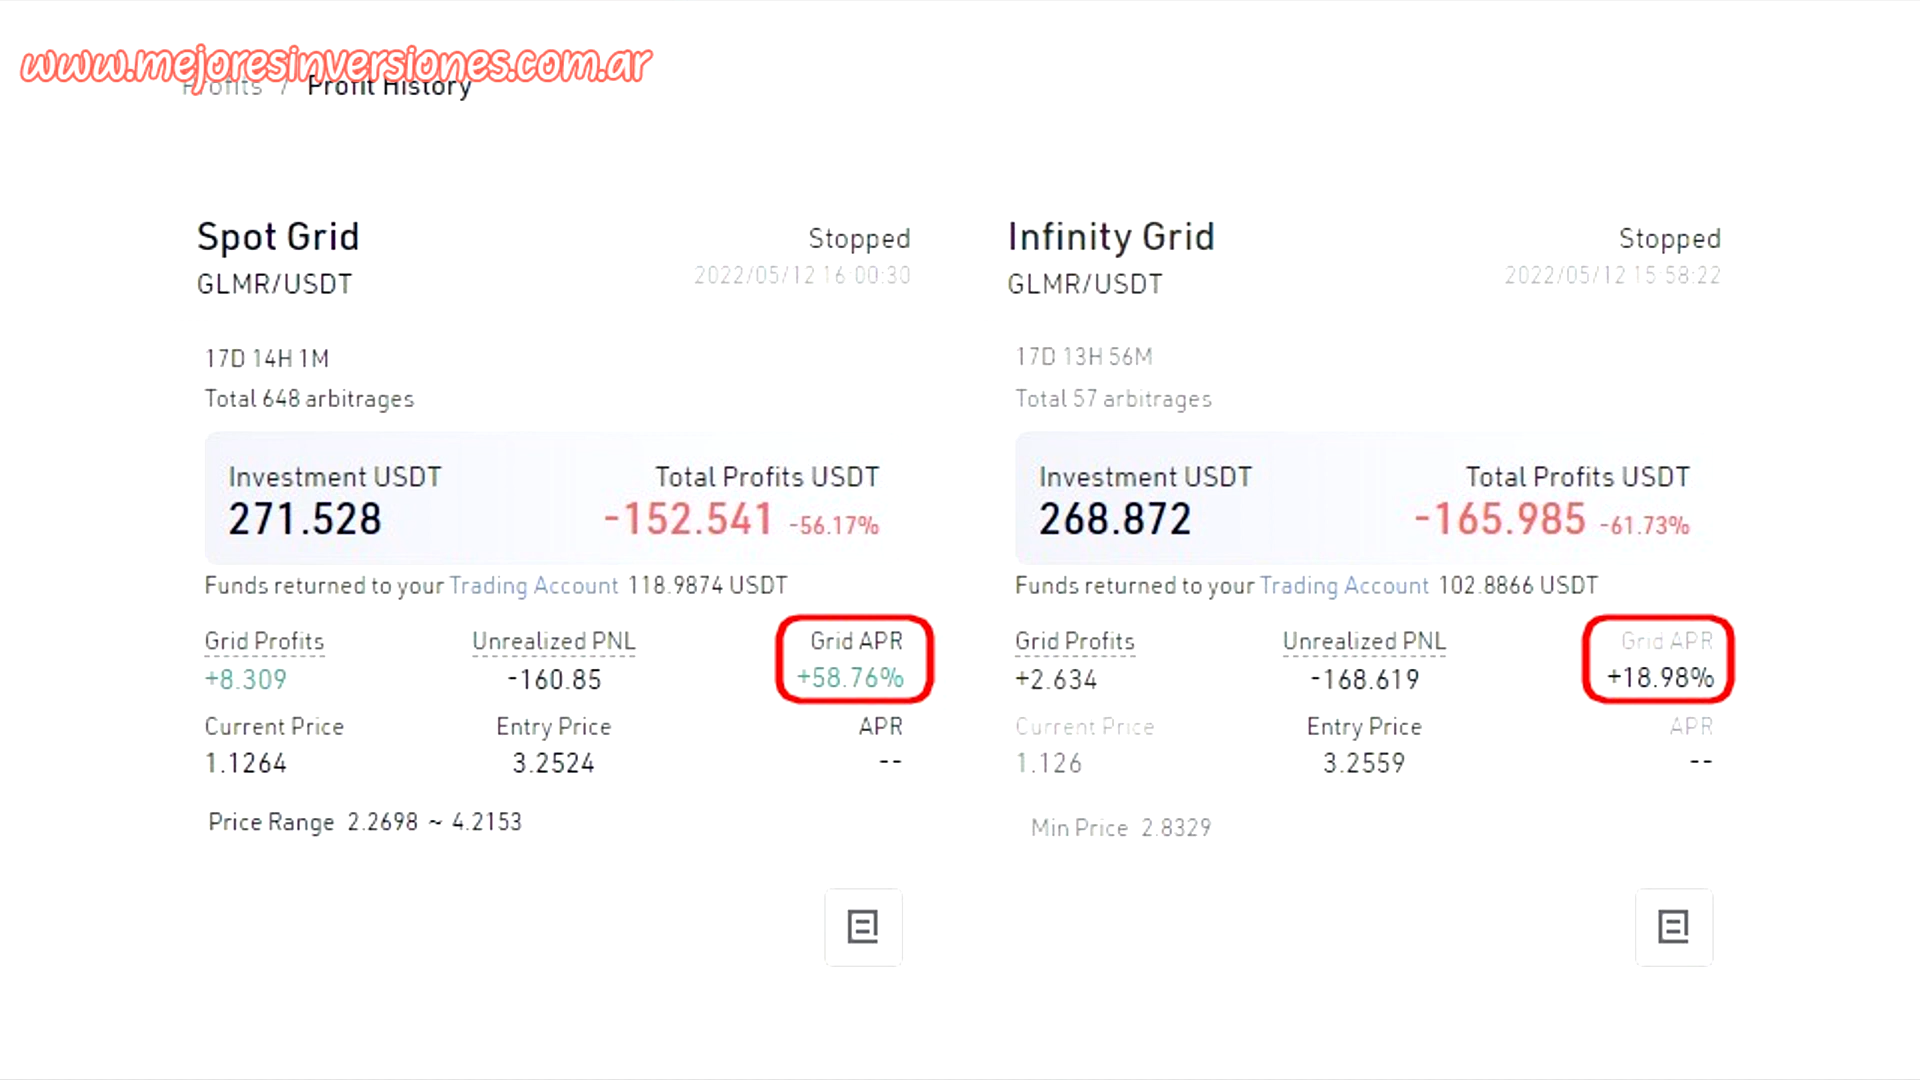 www.mejoresinversiones.com.ar
Profits / Profit History
Spot Grid
Stopped
GLMR/USDT
2022/05/12 16:00:30
17D 14H 1M
Total 648 arbitrages
Investment USDT
Total Profits USDT
271.528
-152.541 -56.17%
Funds returned to your Trading Account 118.9874 USDT
Grid Profits
Unrealized PNL
Grid APR
+8.309
-160.85
+58.76%
Current Price
Entry Price
APR
1.1264
3.2524
--
Price Range 2.2698 ~ 4.2153
Infinity Grid
Stopped
GLMR/USDT
2022/05/12 15:58:22
17D 13H 56M
Total 57 arbitrages
Investment USDT
Total Profits USDT
268.872
-165.985 -61.73%
Funds returned to your Trading Account 102.8866 USDT
Grid Profits
Unrealized PNL
Grid APR
+2.634
-168.619
+18.98%
Current Price
Entry Price
APR
1.126
3.2559
--
Min Price 2.8329